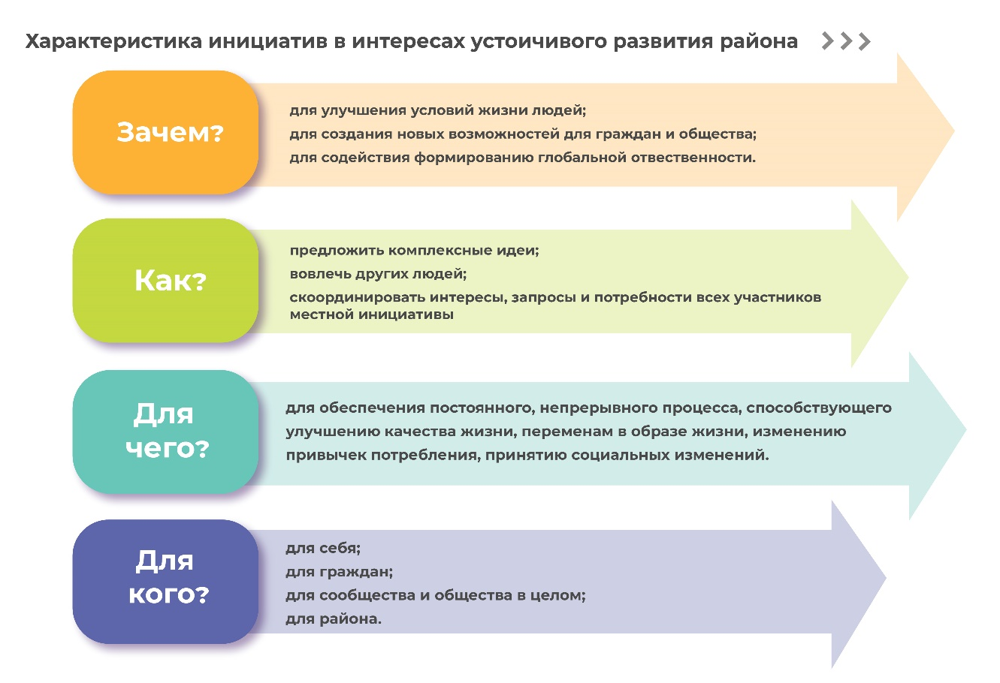 Характеристика инициатив в интересах устоичивого развития района
Зачем?
для улучшения условий жизни людей;
для создания новых возможностей для граждан и общества;
для содействия формированию глобальной отвественности.
Как?
предложить комплексные идеи;
вовлечь других людей;
скоординировать интересы, запросы и потребности всех участников
местной инициативы
Для
чего?
для обеспечения постоянного, непрерывного процесса, способствующего
улучшению качества жизни, переменам в образе жизни, изменению
привычек потребления, принятию социальных изменений.
Для
кого?
для себя;
для граждан;
для сообщества и общества в целом;
для района.